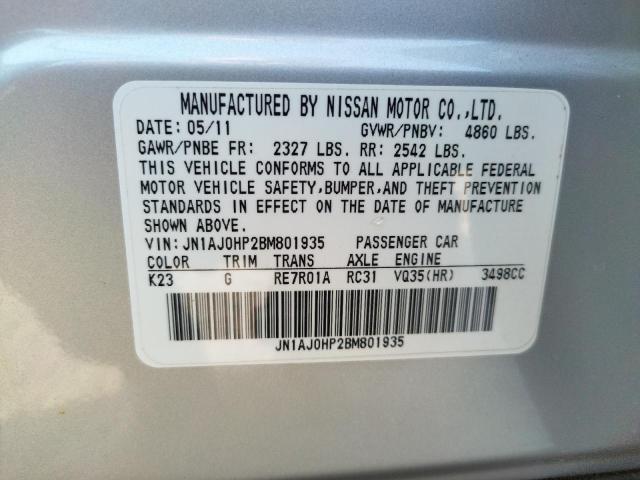 MANUFACTURED BY NISSAN MOTOR CO.,LTD.
DATE: 05/11 GVWR/PNBV: 4860 LBS.
GAWR/PNBE FR: 2327 LBS. RR: 2542 LBS.
THIS VEHICLE CONFORMS TO ALL APPLICABLE FEDERAL
MOTOR VEHICLE SAFETY,BUMPER,AND THEFT PREVENTION
STANDARDS IN EFFECT ON THE DATE OF MANUFACTURE
SHOWN ABOVE.
VIN: JN1AJ0HP2BM801935 PASSENGER CAR
COLOR TRIM TRANS AXLE ENGINE
K23 G RE7R01A RC31 VQ35(HR) 3498CC
JN1AJ0HP2BM801935